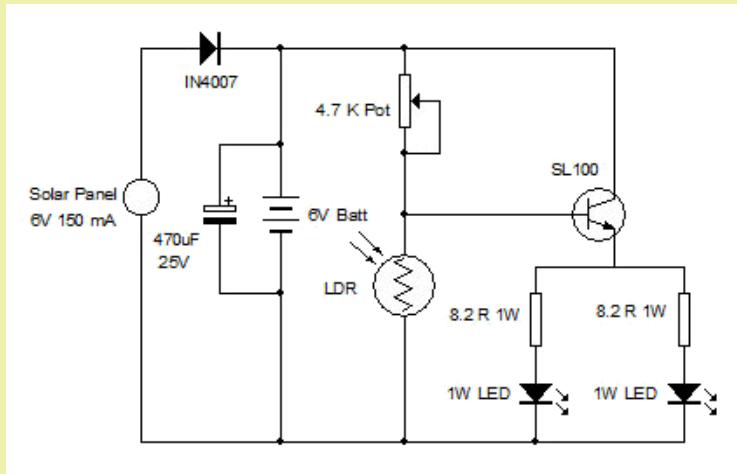 IN4007
4.7 K Pot
SL100
Solar Panel
6V 150 mA
+
470uF
25V
6V Batt
LDR
8.2 R 1W
8.2 R 1W
1W LED
1W LED